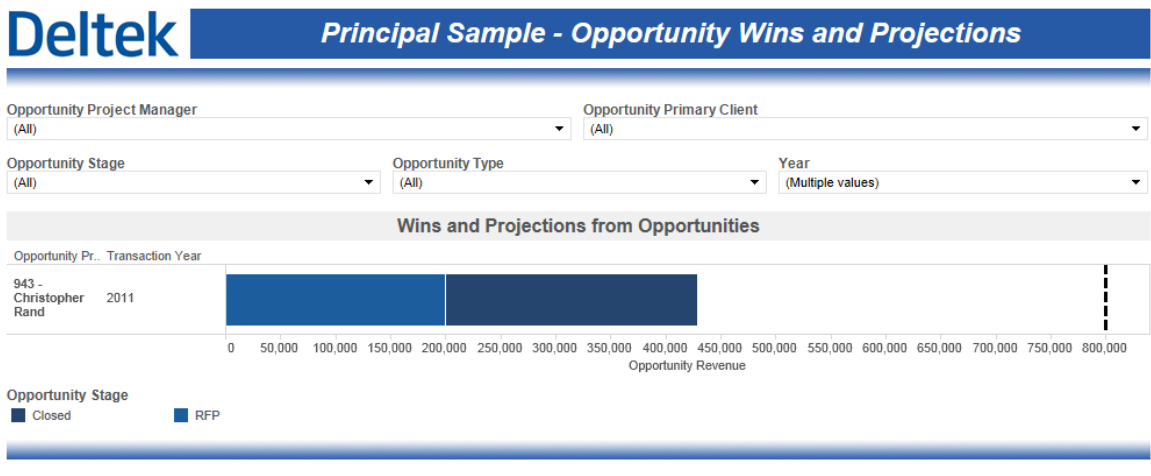 Deltek
Principal Sample - Opportunity Wins and Projections
Opportunity Project Manager
Opportunity Primary Client
(All)
(All)
Opportunity Stage
Opportunity Type
Year
(All)
(All)
(Multiple values)
Wins and Projections from Opportunities
Opportunity Pr.. Transaction Year
943 -
Christopher
Rand
2011
0 50,000 100,000 150,000 200,000 250,000 300,000 350,000 400,000 450,000 500,000 550,000 600,000 650,000 700,000 750,000 800,000
Opportunity Revenue
Opportunity Stage
Closed
RFP